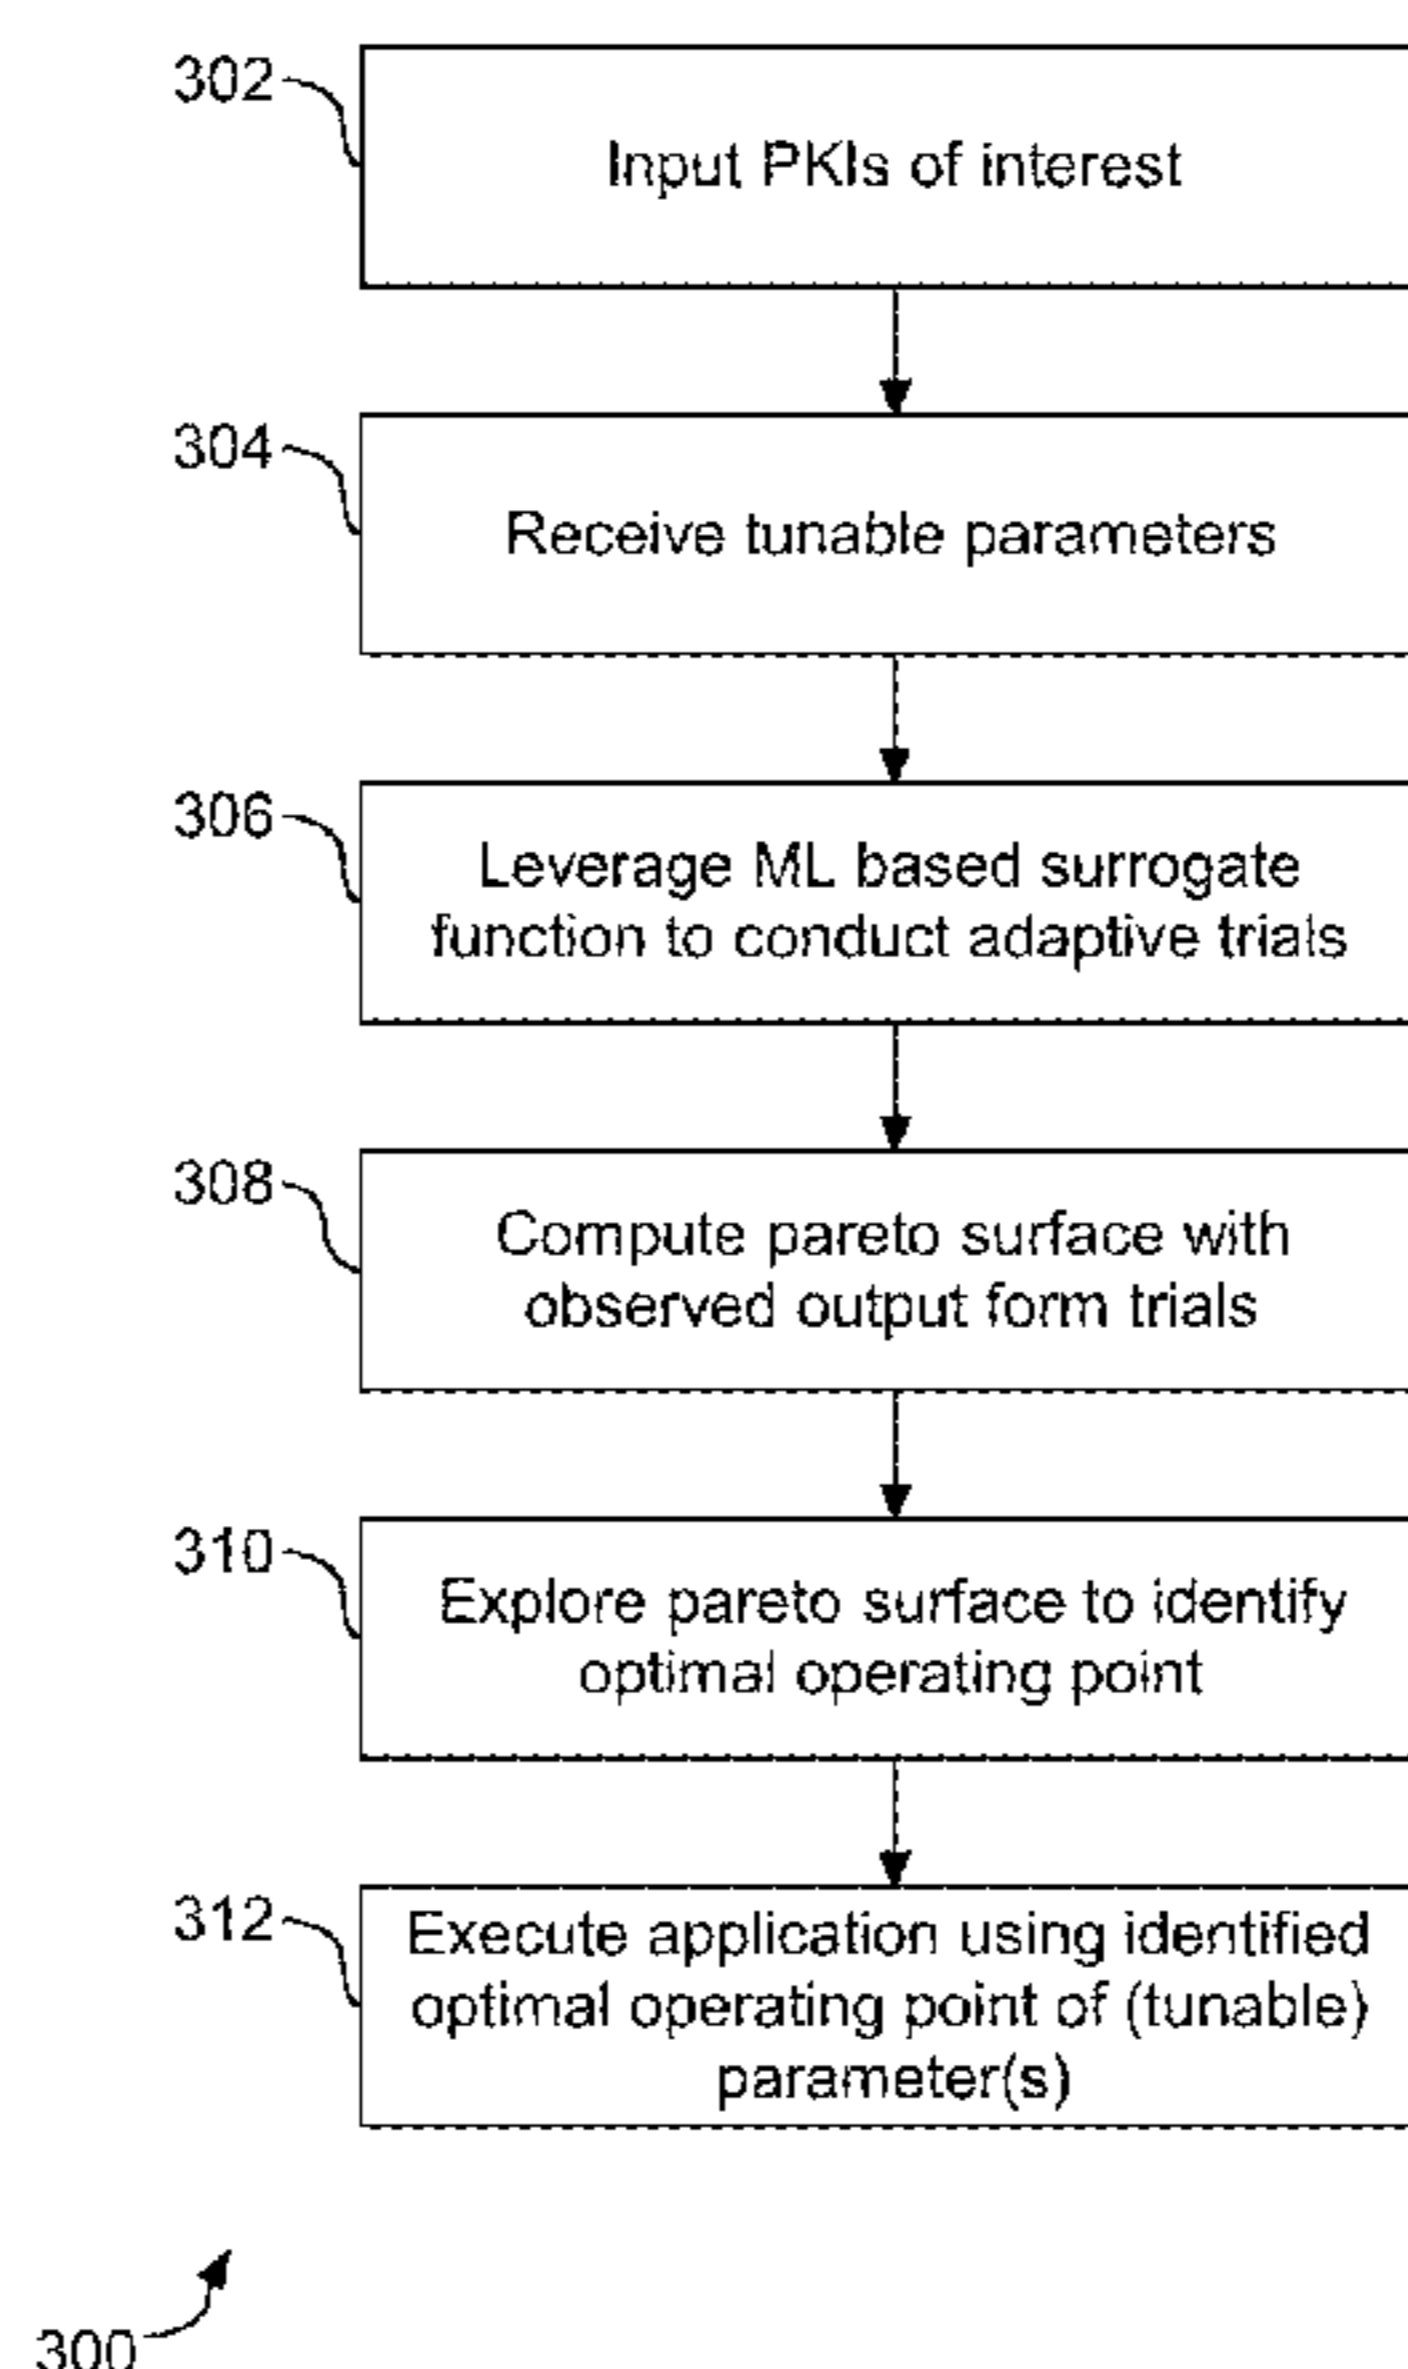 302
Input PKIs of interest
304
Receive tunable parameters
306
Leverage ML based surrogate
function to conduct adaptive trials
308
Compute pareto surface with
observed output form trials
310
Explore pareto surface to identify
optimal operating point
312
Execute application using identified
optimal operating point of (tunable)
parameter(s)
300